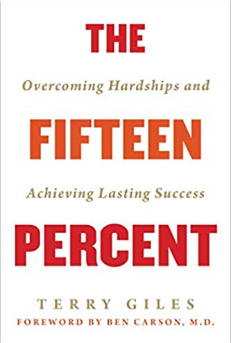 THE
Overcoming Hardships and
FIFTEEN
Achieving Lasting Success
PERCENT
TERRY GILES
FOREWORD BY BEN CARSON, M.D.